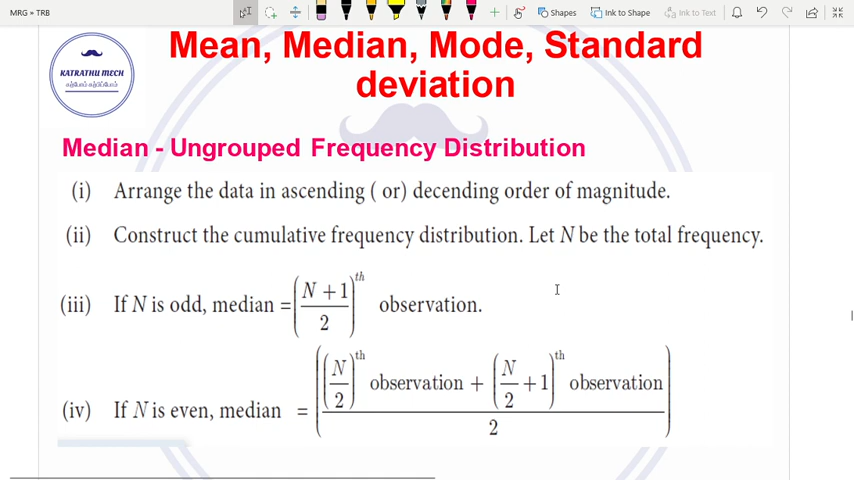 MRG » TRB
Shapes
Ink to Shape
Ink to Text
Mean, Median, Mode, Standard
deviation
KATRATHU MECH
கற்போம் கற்பிப்போம்
Median - Ungrouped Frequency Distribution
(i) Arrange the data in ascending ( or) decending order of magnitude.
(ii) Construct the cumulative frequency distribution. Let N be the total frequency.
(iii) If N is odd, median = ((N + 1)/2)^th observation.
(iv) If N is even, median = (((N/2)^th observation + (N/2 + 1)^th observation)/2)